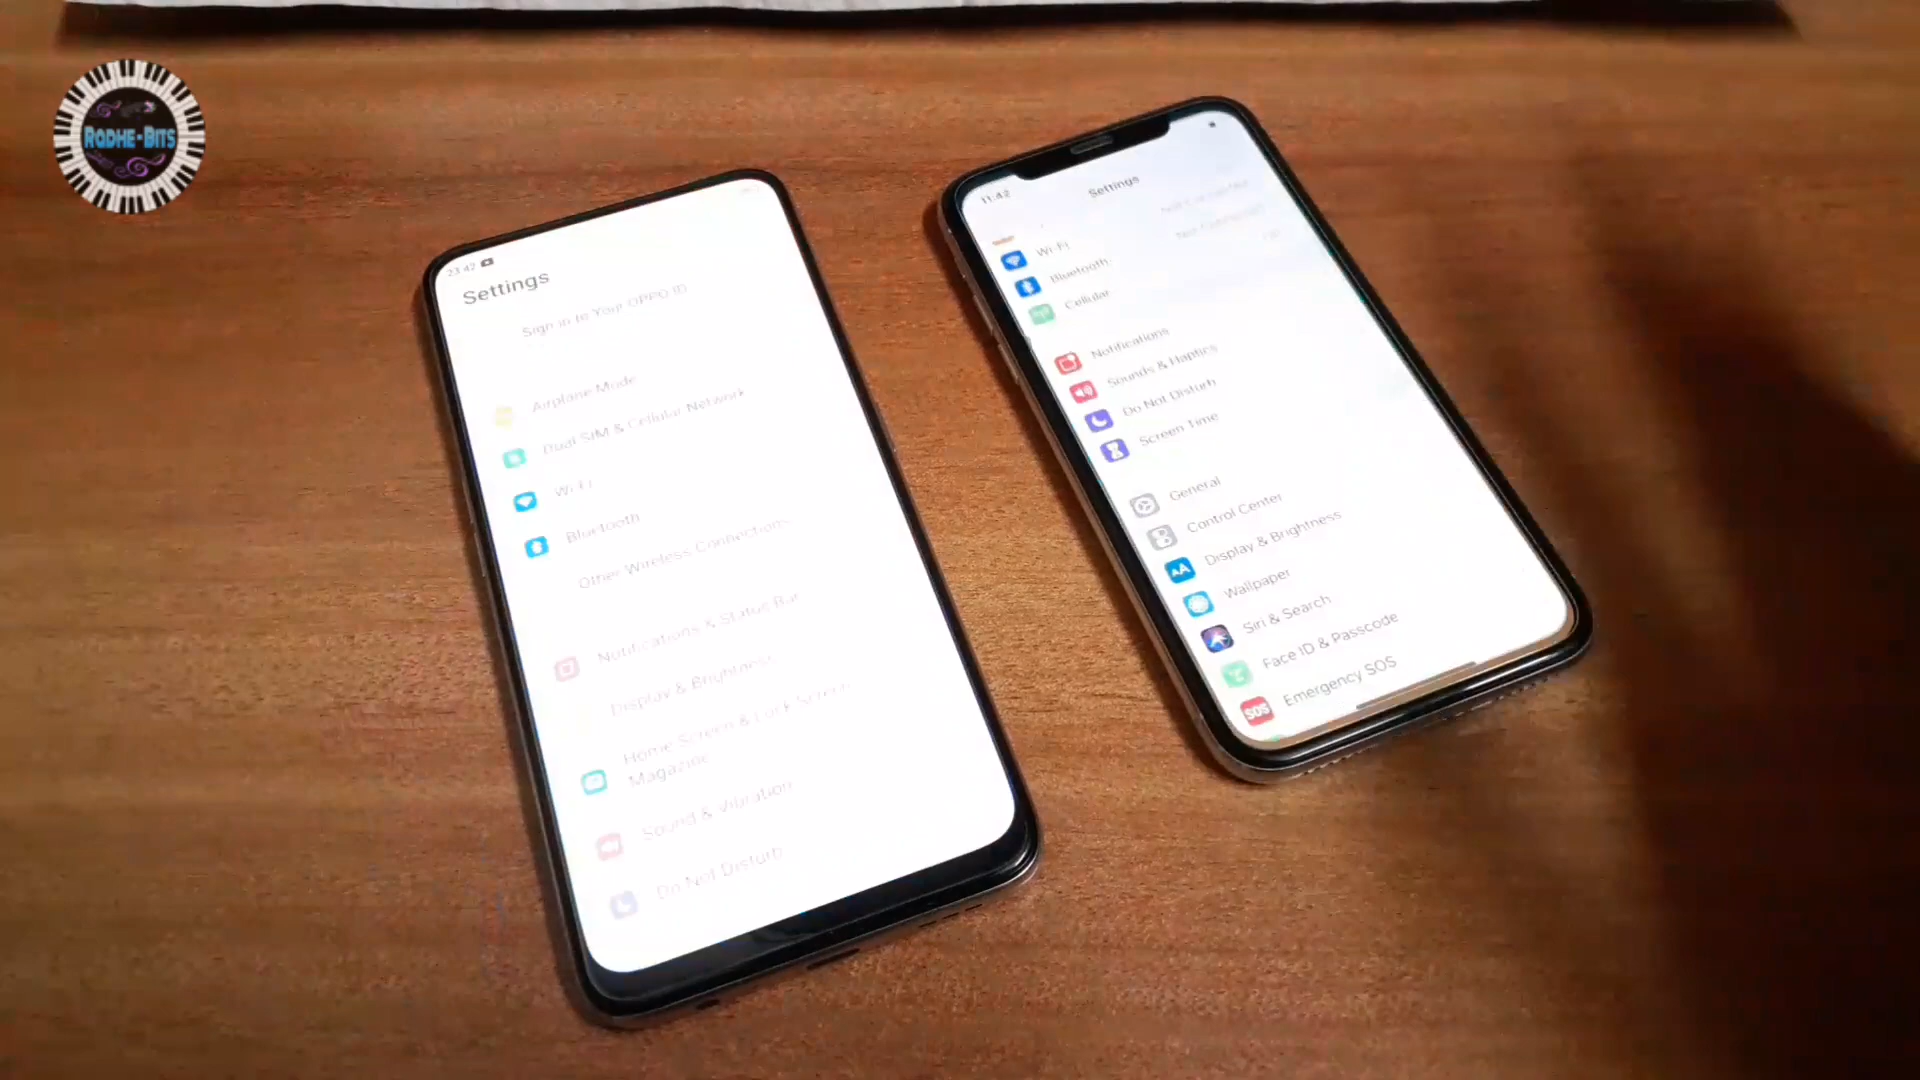 RQDHE-BITS
23:42
Settings
Sign in to Your OPPO ID
Airplane Mode
Dual SIM & Cellular Network
Wi-Fi
Bluetooth
Other Wireless Connections
Notifications & Status Bar
Display & Brightness
Home Screen & Lock Screen
Magazine
Sound & Vibration
Do Not Disturb
11:42
Settings
Wi-Fi
Bluetooth
Cellular
Notifications
Sounds & Haptics
Do Not Disturb
Screen Time
General
Control Center
AA
Display & Brightness
Wallpaper
Siri & Search
Face ID & Passcode
SOS
Emergency SOS